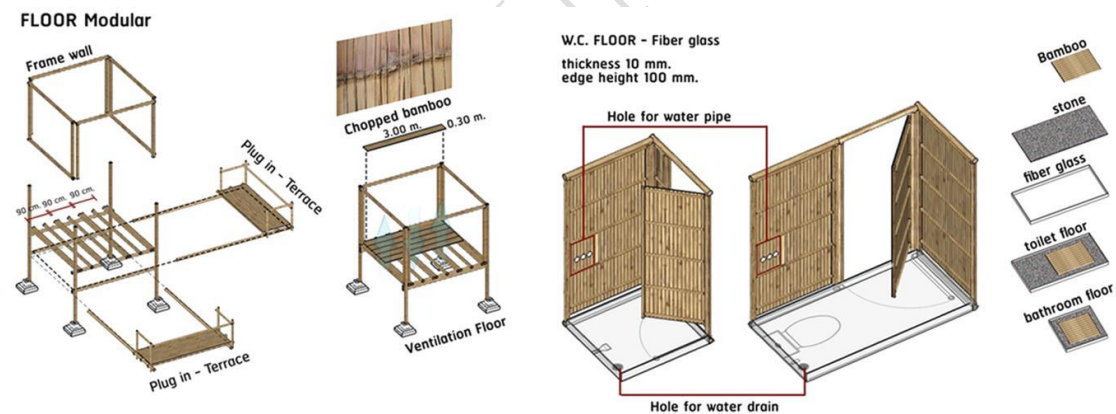 FLOOR Modular
Frame wall
90 cm. 90 cm. 90 cm.
Plug in - Terrace
Plug in - Terrace
Chopped bamboo
3.00 m.
0.30 m.
Ventilation Floor
W.C. FLOOR - Fiber glass
thickness 10 mm.
edge height 100 mm.
Hole for water pipe
Hole for water drain
Bamboo
stone
fiber glass
toilet floor
bathroom floor